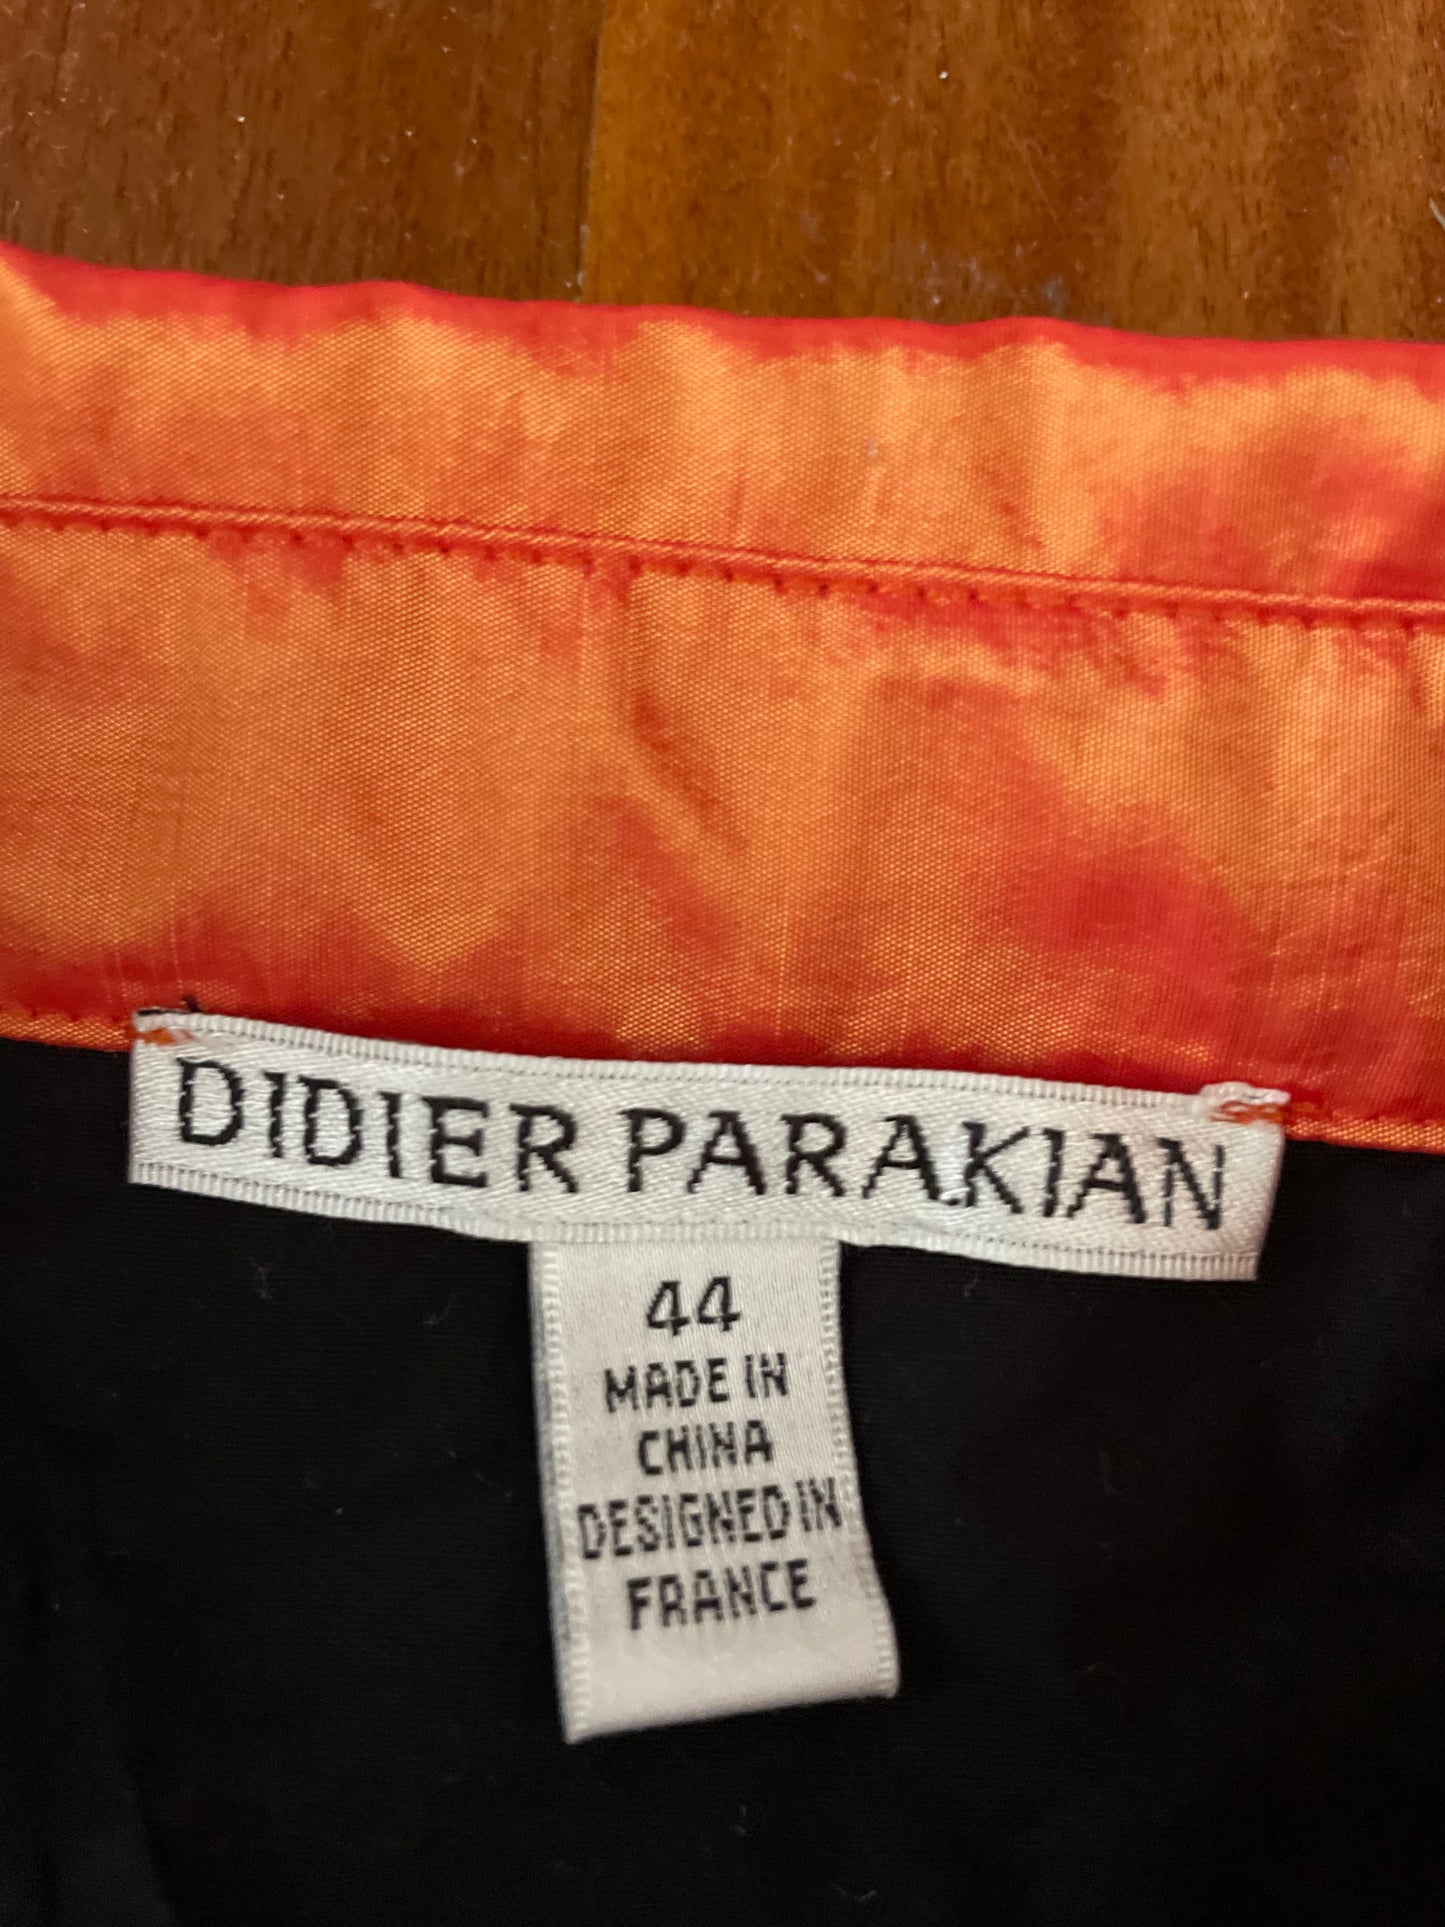 DIDIER PARAKIAN
44
MADE IN
CHINA
DESIGNED IN
FRANCE